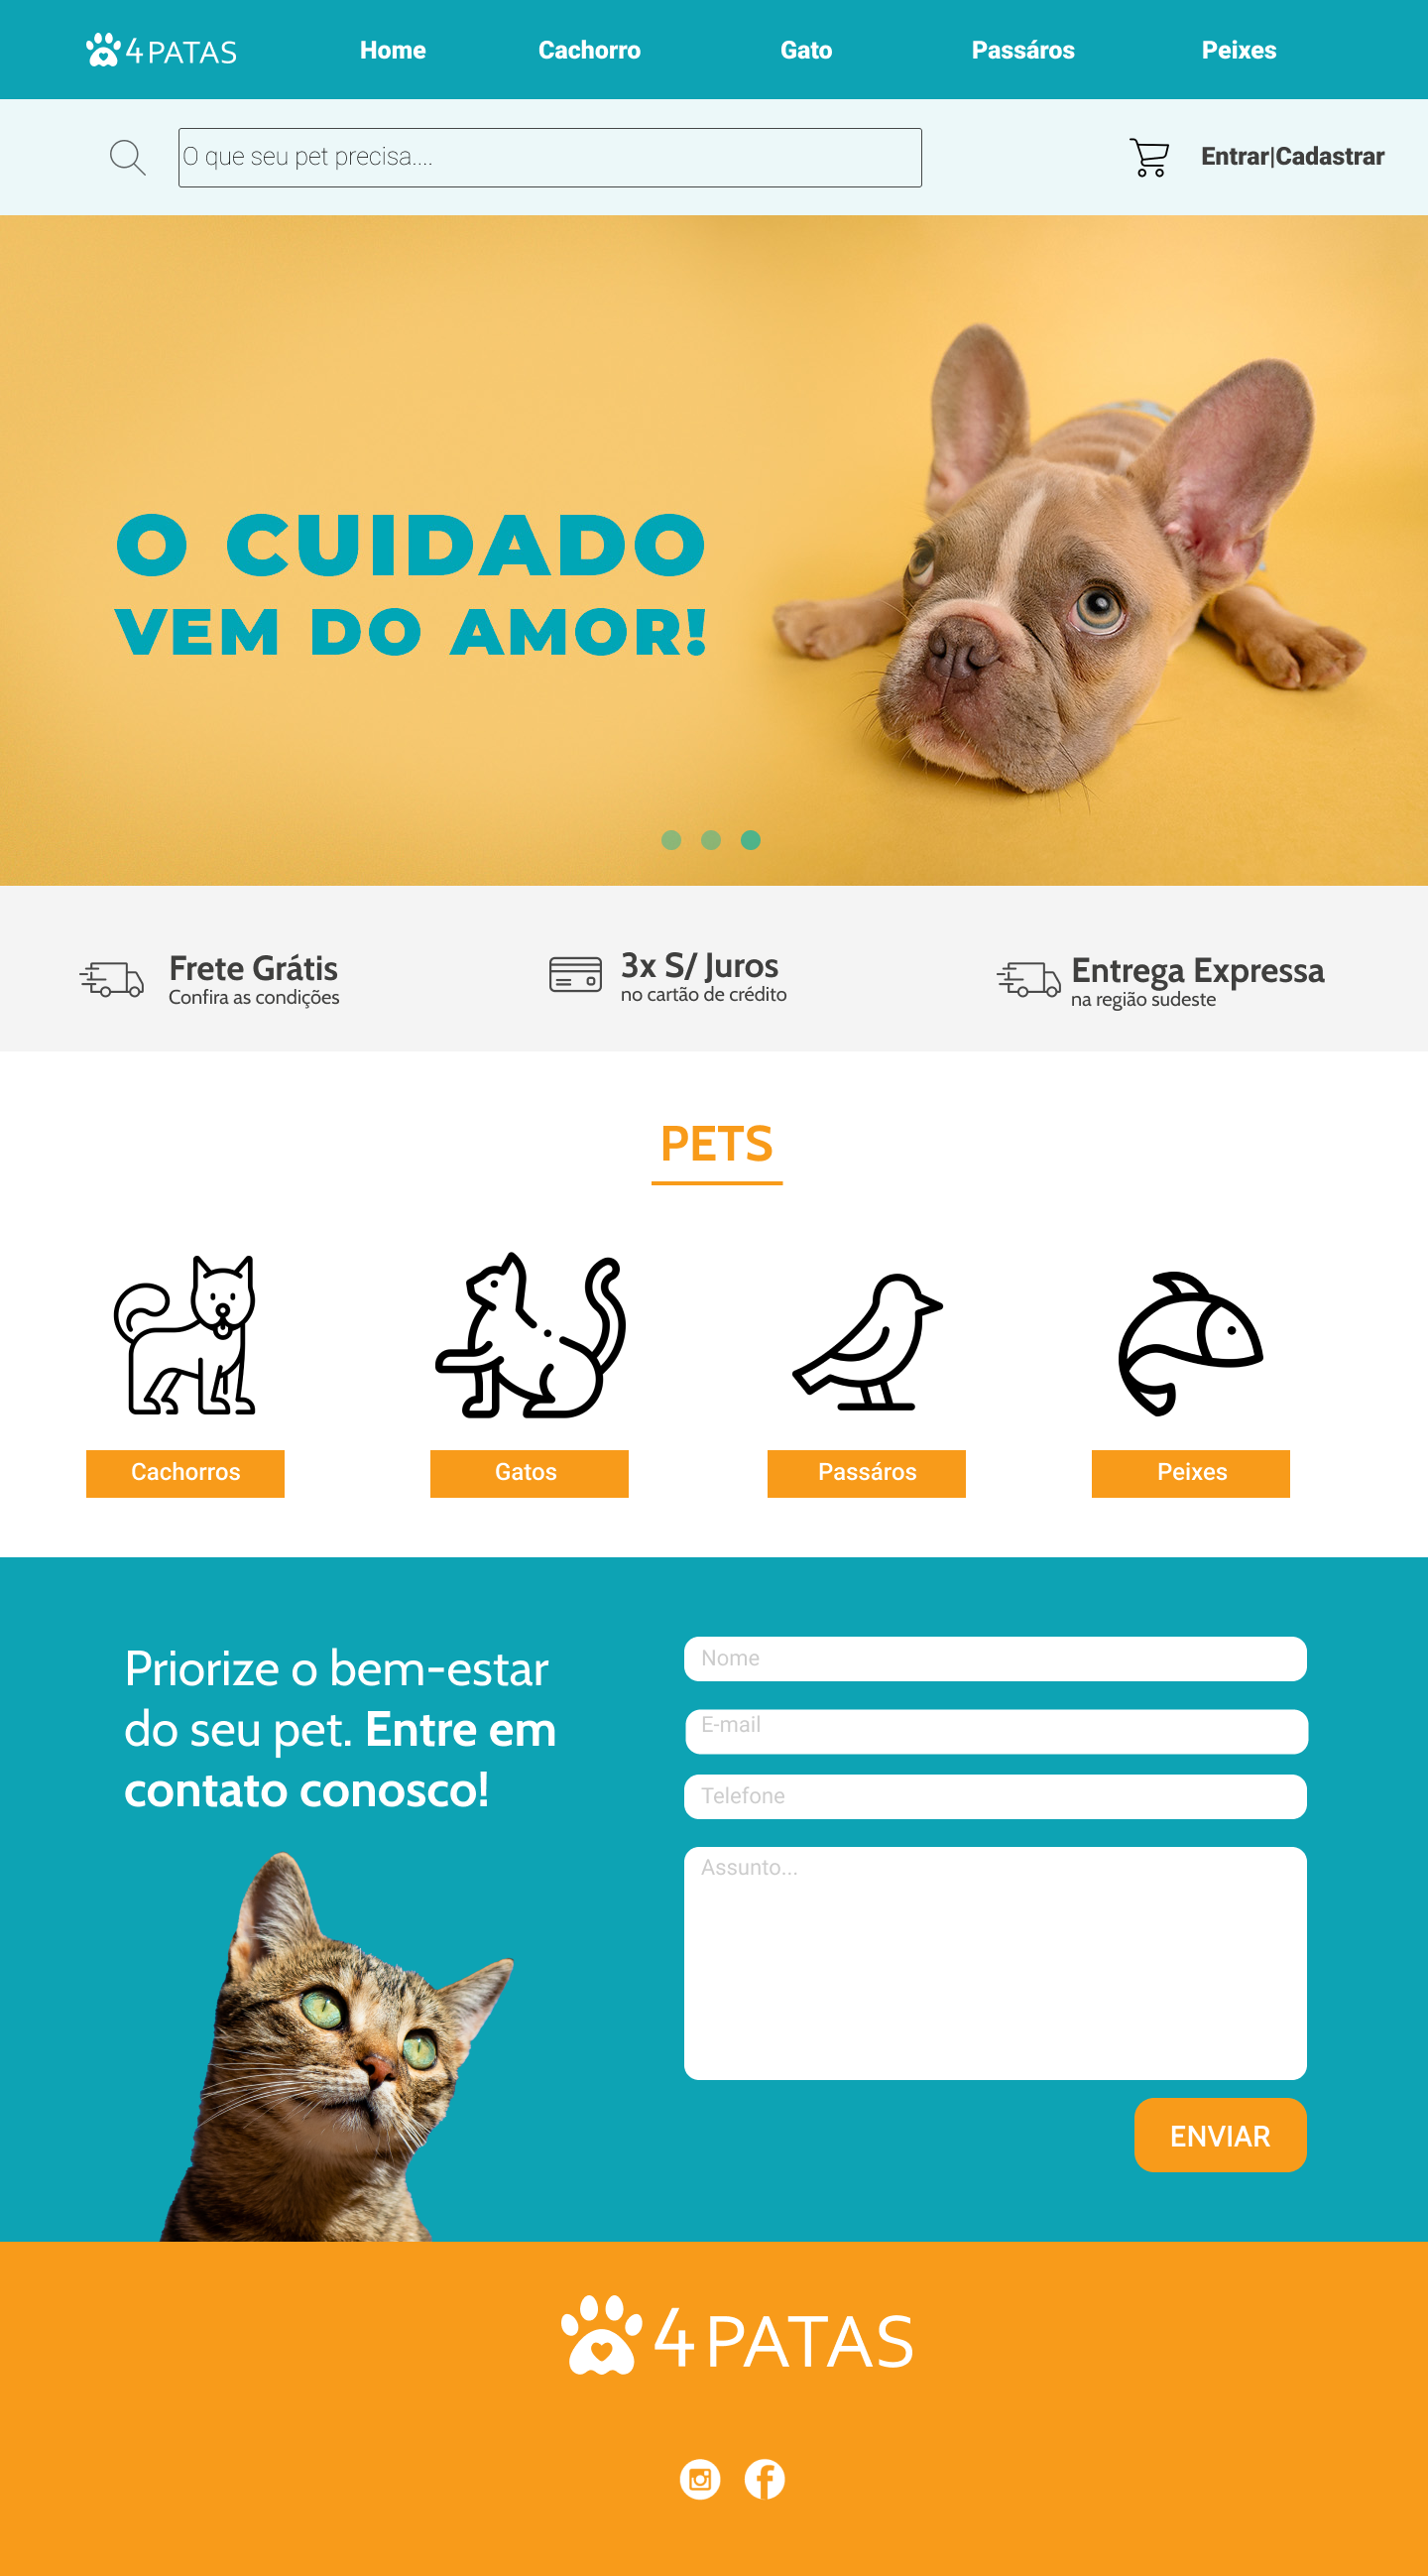 4 PATAS
Home
Cachorro
Gato
Passáros
Peixes
O que seu pet precisa....
Entrar|Cadastrar
O CUIDADO
VEM DO AMOR!
Frete Grátis
Confira as condições
3x S/ Juros
no cartão de crédito
Entrega Expressa
na região sudeste
PETS
Cachorros
Gatos
Passáros
Peixes
Priorize o bem-estar
do seu pet. Entre em
contato conosco!
Nome
E-mail
Telefone
Assunto...
ENVIAR
4 PATAS